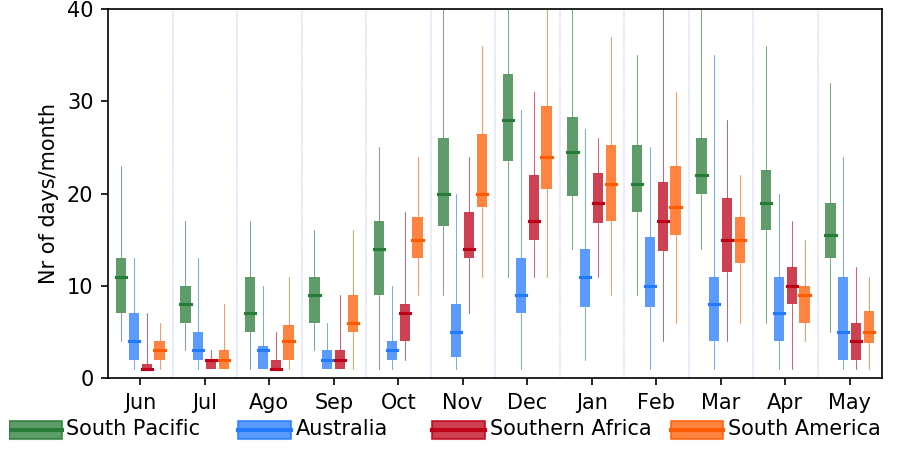 40
30
20
10
0
Nr of days/month
Jun Jul Ago Sep Oct Nov Dec Jan Feb Mar Apr May
South Pacific Australia Southern Africa South America